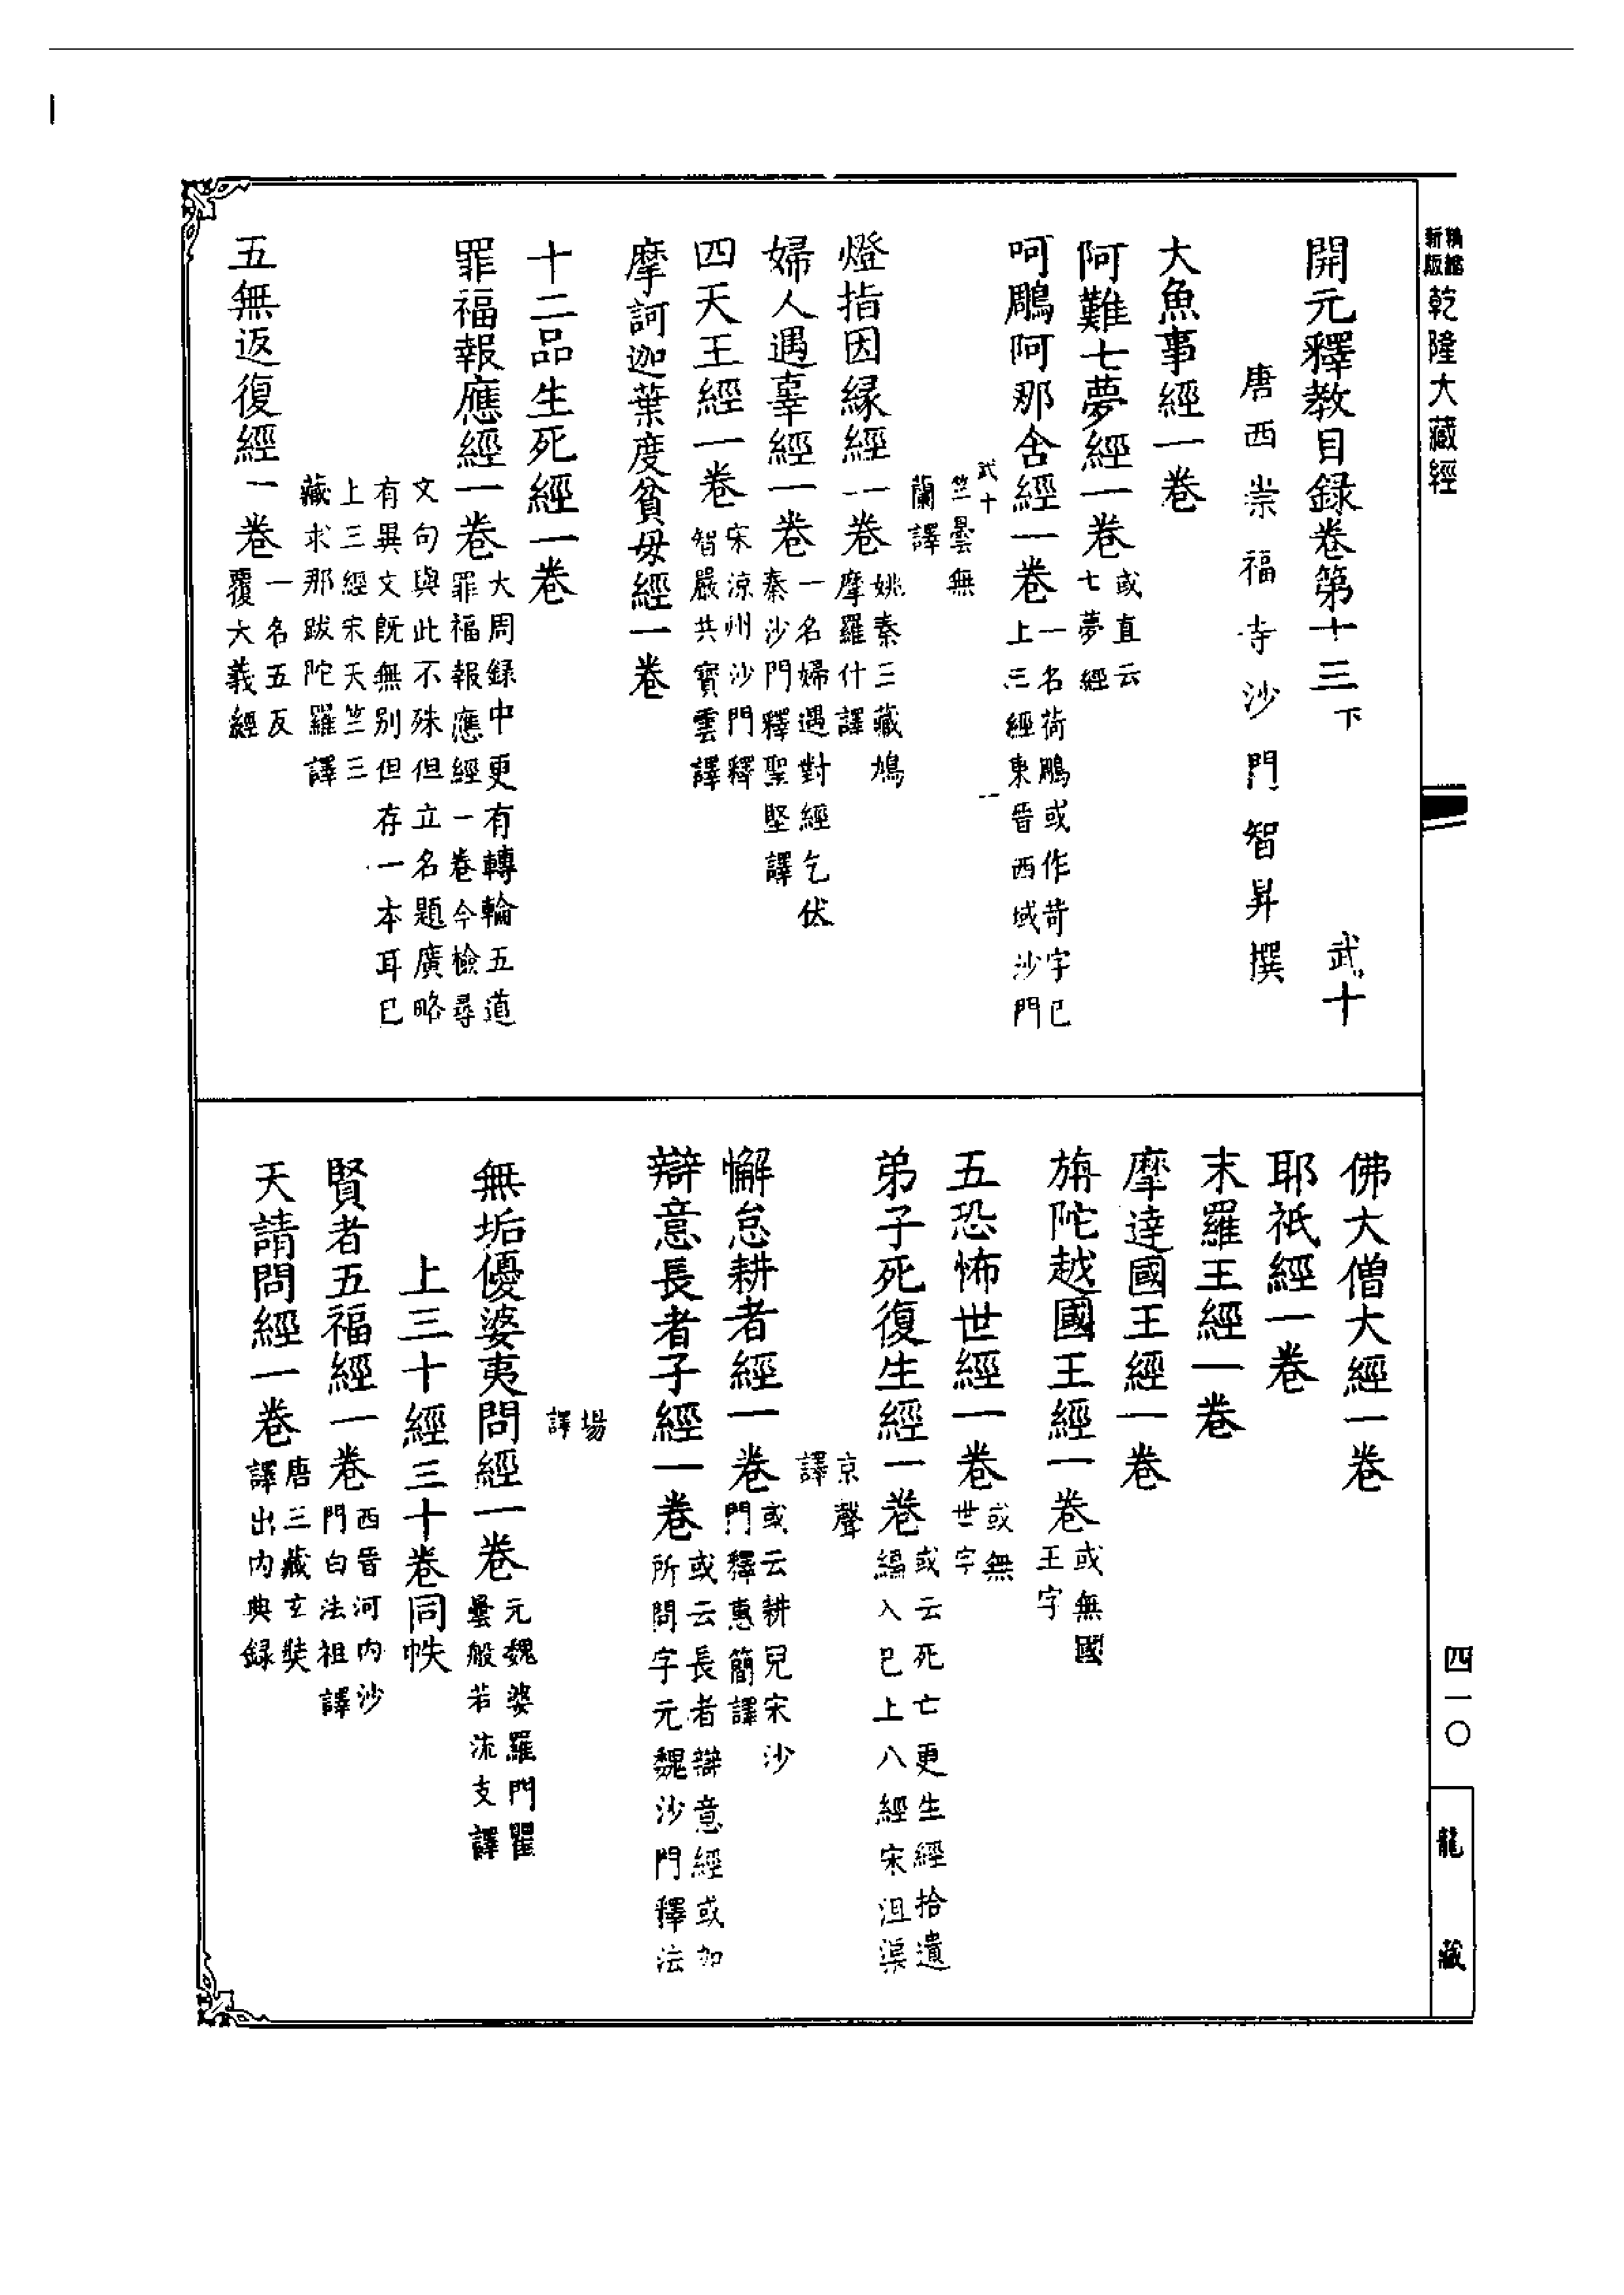 精縮新版 乾隆大藏經
開元釋教目録卷第十三下 武十
唐西崇福寺沙門智昇撰
大魚事經一卷
阿難七夢經一卷 或直云七夢經
呵鵰阿那含經一卷 一名荷鵰或作苛字已上三經東晉西域沙門
武十 一
竺曇無蘭譯
燈指因緣經一卷 姚秦三藏鳩摩羅什譯
婦人遇辜經一卷 一名婦遇對經乞伏秦沙門釋聖堅譯
四天王經一卷 宋涼州沙門釋智嚴共寶雲譯
摩訶迦葉度貧母經一卷
十二品生死經一卷
罪福報應經一卷 大周録中更有轉輪五道罪福報應經一卷今檢尋
文句與此不殊但立名題廣略有異文既無別但存一本耳已
上三經宋天竺三藏求那跋陀羅譯
五無返復經一卷 一名五反覆大義經
佛大僧大經一卷
耶祇經一卷
末羅王經一卷
摩達國王經一卷
旃陀越國王經一卷 或無國王字
五恐怖世經一卷 或無世字
弟子死復生經一卷 或云死亡更生經拾遺編入已上八經宋沮渠
京聲譯
懈怠耕者經一卷 或云耕兒宋沙門釋惠簡譯
辯意長者子經一卷 或云長者辯意經或加所問字元魏沙門釋法
場譯
無垢優婆夷問經一卷 元魏婆羅門瞿曇般若流支譯
上三十經三十卷同帙
賢者五福經一卷 西晉河內沙門白法祖譯
天請問經一卷 唐三藏玄奘譯出內典録
四一〇
龍藏